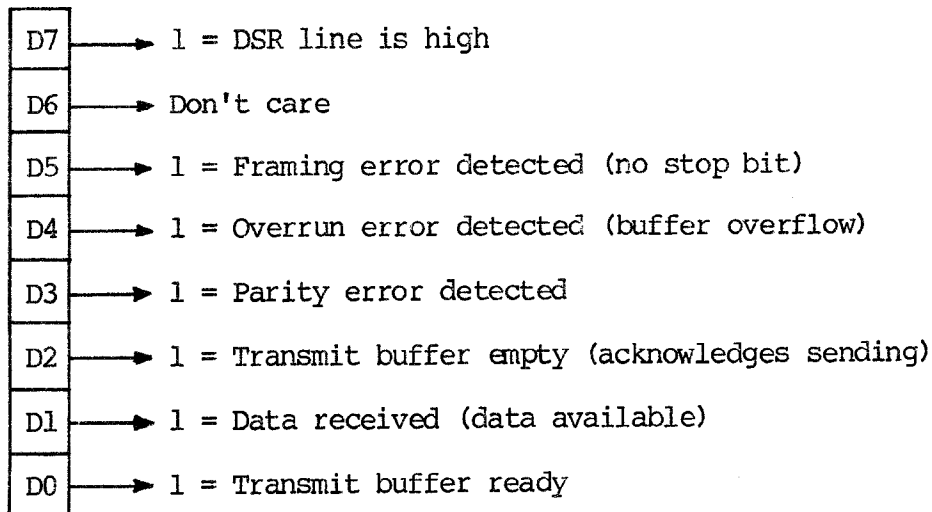 D7 1 = DSR line is high
D6 Don't care
D5 1 = Framing error detected (no stop bit)
D4 1 = Overrun error detected (buffer overflow)
D3 1 = Parity error detected
D2 1 = Transmit buffer empty (acknowledges sending)
D1 1 = Data received (data available)
D0 1 = Transmit buffer ready